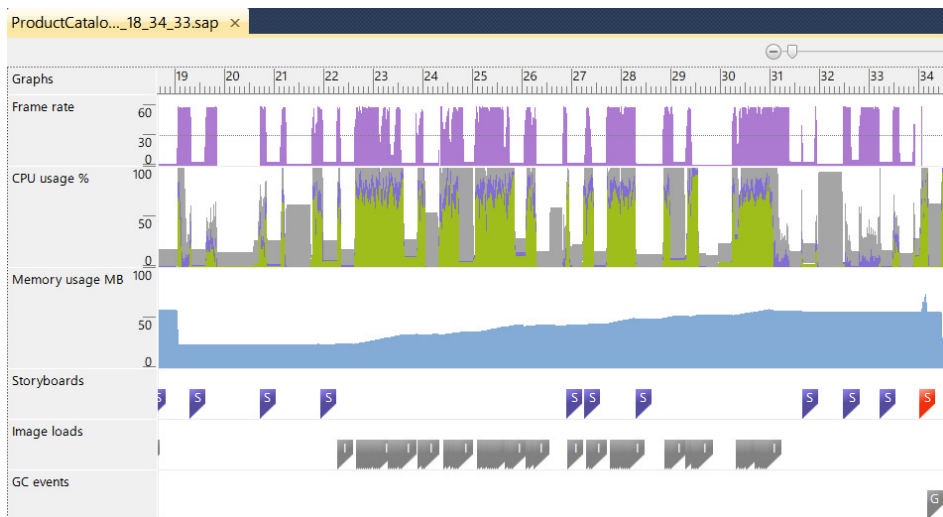 ProductCatalo..._18_34_33.sap ×
Graphs 19 20 21 22 23 24 25 26 27 28 29 30 31 32 33 34
Frame rate 60
30
0
CPU usage % 100
50
0
Memory usage MB 100
50
0
Storyboards
S S S S S S S S S S S
Image loads
I I I I I I I I I I I I I I I I
GC events
G